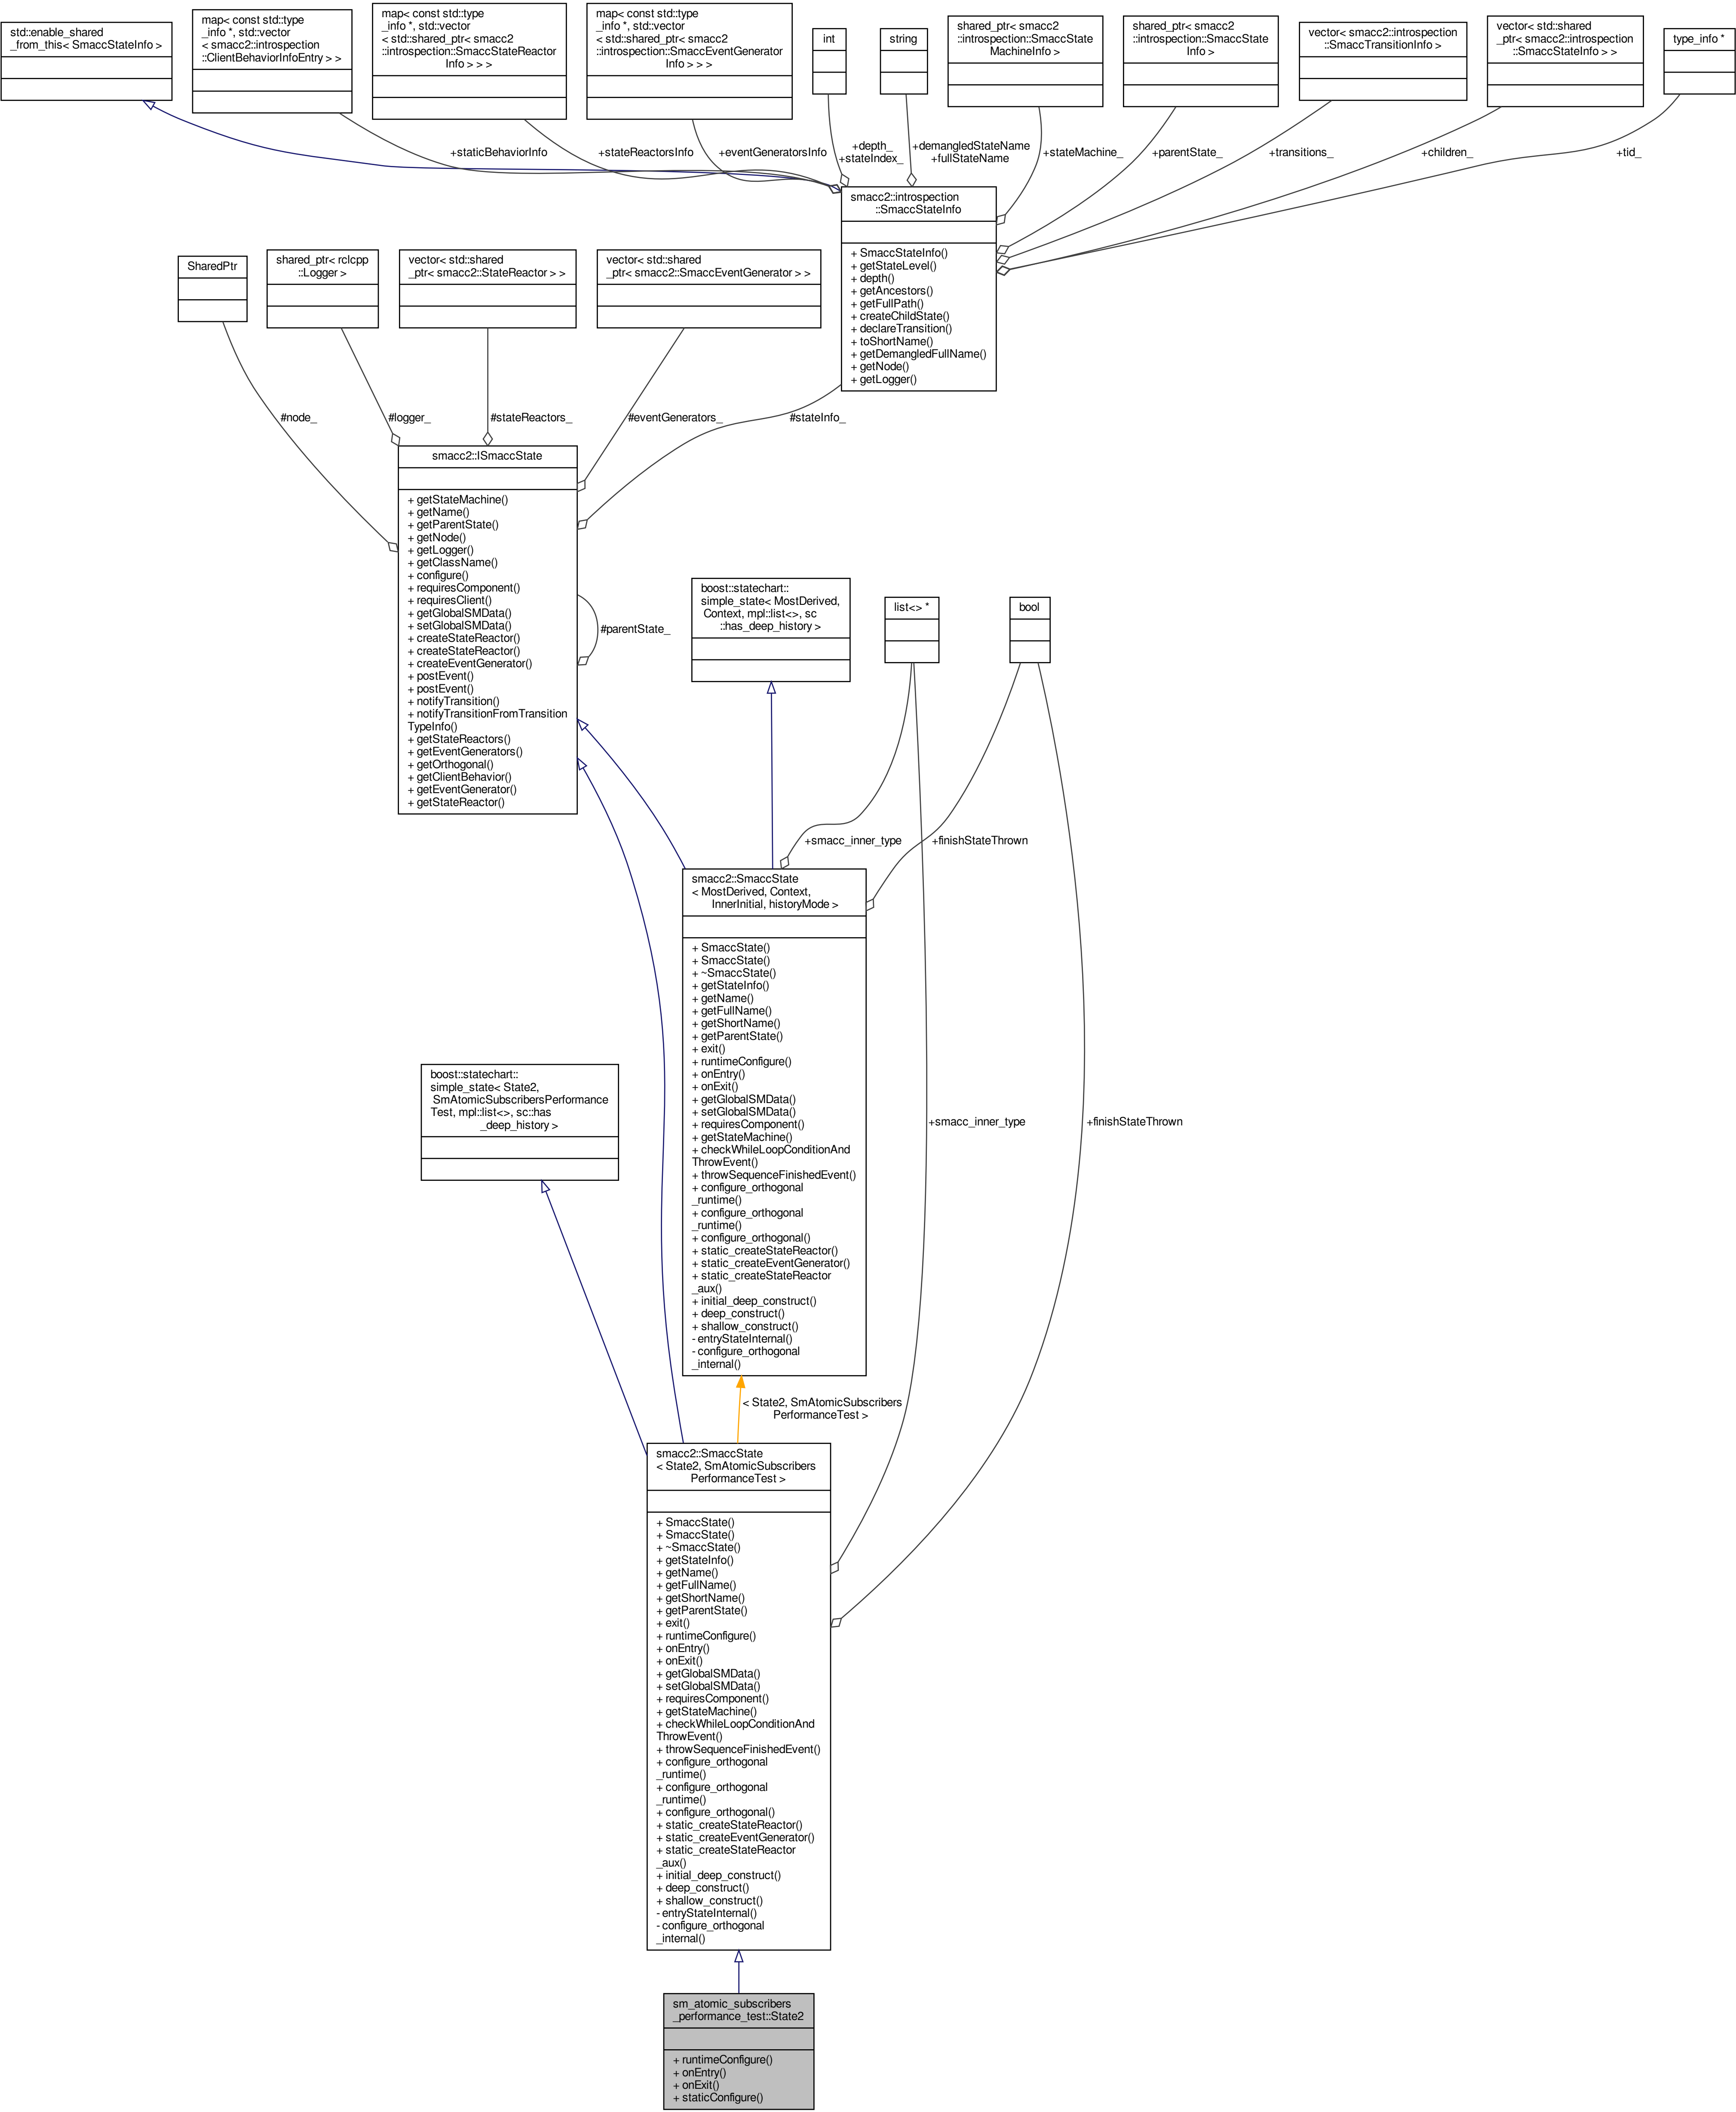 std::enable_shared
_from_this< SmaccStateInfo >
map< const std::type
_info *, std::vector
< smacc2::introspection
::ClientBehaviorInfoEntry > >
map< const std::type
_info *, std::vector
< std::shared_ptr< smacc2
::introspection::SmaccStateReactor
Info > > >
map< const std::type
_info *, std::vector
< std::shared_ptr< smacc2
::introspection::SmaccEventGenerator
Info > > >
int
string
shared_ptr< smacc2
::introspection::SmaccState
MachineInfo >
shared_ptr< smacc2
::introspection::SmaccState
Info >
vector< smacc2::introspection
::SmaccTransitionInfo >
vector< std::shared
_ptr< smacc2::introspection
::SmaccStateInfo > >
type_info *
+staticBehaviorInfo
+stateReactorsInfo
+eventGeneratorsInfo
+depth_
+stateIndex_
+demangledStateName
+fullStateName
+stateMachine_
+parentState_
+transitions_
+children_
+tid_
smacc2::introspection
::SmaccStateInfo
+ SmaccStateInfo()
+ getStateLevel()
+ depth()
+ getAncestors()
+ getFullPath()
+ createChildState()
+ declareTransition()
+ toShortName()
+ getDemangledFullName()
+ getNode()
+ getLogger()
SharedPtr
shared_ptr< rclcpp
::Logger >
vector< std::shared
_ptr< smacc2::StateReactor > >
vector< std::shared
_ptr< smacc2::SmaccEventGenerator > >
#node_
#logger_
#stateReactors_
#eventGenerators_
#stateInfo_
smacc2::ISmaccState
+ getStateMachine()
+ getName()
+ getParentState()
+ getNode()
+ getLogger()
+ getClassName()
+ configure()
+ requiresComponent()
+ requiresClient()
+ getGlobalSMData()
+ setGlobalSMData()
+ createStateReactor()
+ createStateReactor()
+ createEventGenerator()
+ postEvent()
+ postEvent()
+ notifyTransition()
+ notifyTransitionFromTransition
TypeInfo()
+ getStateReactors()
+ getEventGenerators()
+ getOrthogonal()
+ getClientBehavior()
+ getEventGenerator()
+ getStateReactor()
#parentState_
boost::statechart::
simple_state< MostDerived,
Context, mpl::list<>, sc
::has_deep_history >
list<> *
bool
+smacc_inner_type
+finishStateThrown
smacc2::SmaccState
< MostDerived, Context,
InnerInitial, historyMode >
+ SmaccState()
+ SmaccState()
+ ~SmaccState()
+ getStateInfo()
+ getName()
+ getFullName()
+ getShortName()
+ getParentState()
+ exit()
+ runtimeConfigure()
+ onEntry()
+ onExit()
+ getGlobalSMData()
+ setGlobalSMData()
+ requiresComponent()
+ getStateMachine()
+ checkWhileLoopConditionAnd
ThrowEvent()
+ throwSequenceFinishedEvent()
+ configure_orthogonal
_runtime()
+ configure_orthogonal
_runtime()
+ configure_orthogonal()
+ static_createStateReactor()
+ static_createEventGenerator()
+ static_createStateReactor
_aux()
+ initial_deep_construct()
+ deep_construct()
+ shallow_construct()
- entryStateInternal()
- configure_orthogonal
_internal()
boost::statechart::
simple_state< State2,
SmAtomicSubscribersPerformance
Test, mpl::list<>, sc::has
_deep_history >
+smacc_inner_type
+finishStateThrown
< State2, SmAtomicSubscribers
PerformanceTest >
smacc2::SmaccState
< State2, SmAtomicSubscribers
PerformanceTest >
+ SmaccState()
+ SmaccState()
+ ~SmaccState()
+ getStateInfo()
+ getName()
+ getFullName()
+ getShortName()
+ getParentState()
+ exit()
+ runtimeConfigure()
+ onEntry()
+ onExit()
+ getGlobalSMData()
+ setGlobalSMData()
+ requiresComponent()
+ getStateMachine()
+ checkWhileLoopConditionAnd
ThrowEvent()
+ throwSequenceFinishedEvent()
+ configure_orthogonal
_runtime()
+ configure_orthogonal
_runtime()
+ configure_orthogonal()
+ static_createStateReactor()
+ static_createEventGenerator()
+ static_createStateReactor
_aux()
+ initial_deep_construct()
+ deep_construct()
+ shallow_construct()
- entryStateInternal()
- configure_orthogonal
_internal()
sm_atomic_subscribers
_performance_test::State2
+ runtimeConfigure()
+ onEntry()
+ onExit()
+ staticConfigure()